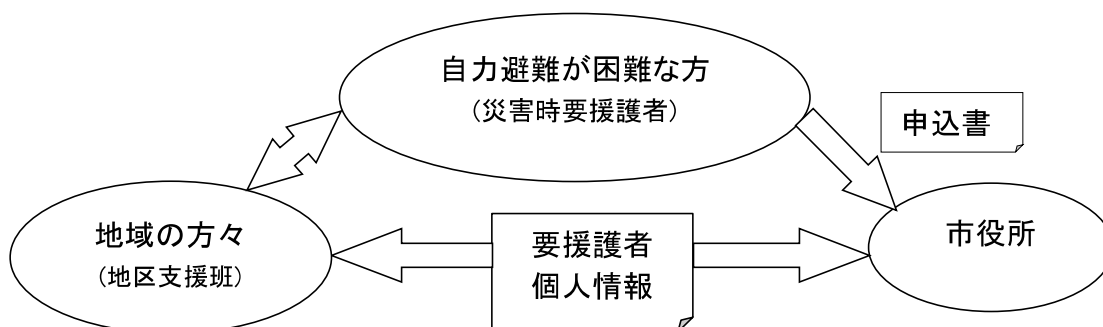 自力避難が困難な方
(災害時要援護者)
申込書
地域の方々
(地区支援班)
要援護者
個人情報
市役所